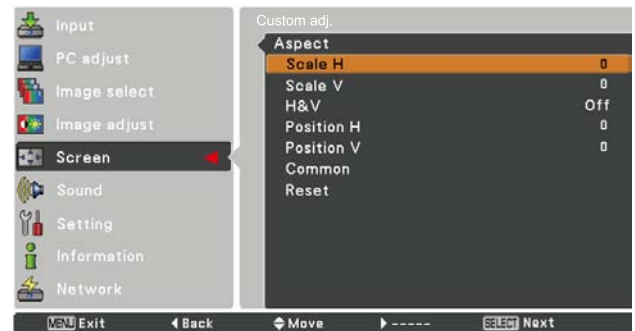 Input
PC adjust
Image select
Image adjust
Screen
Sound
Setting
Information
Network
Custom adj.
Aspect
Scale H 0
Scale V 0
H&V Off
Position H 0
Position V 0
Common
Reset
MENU Exit ◀Back ⬍Move ▶----- SELECT Next